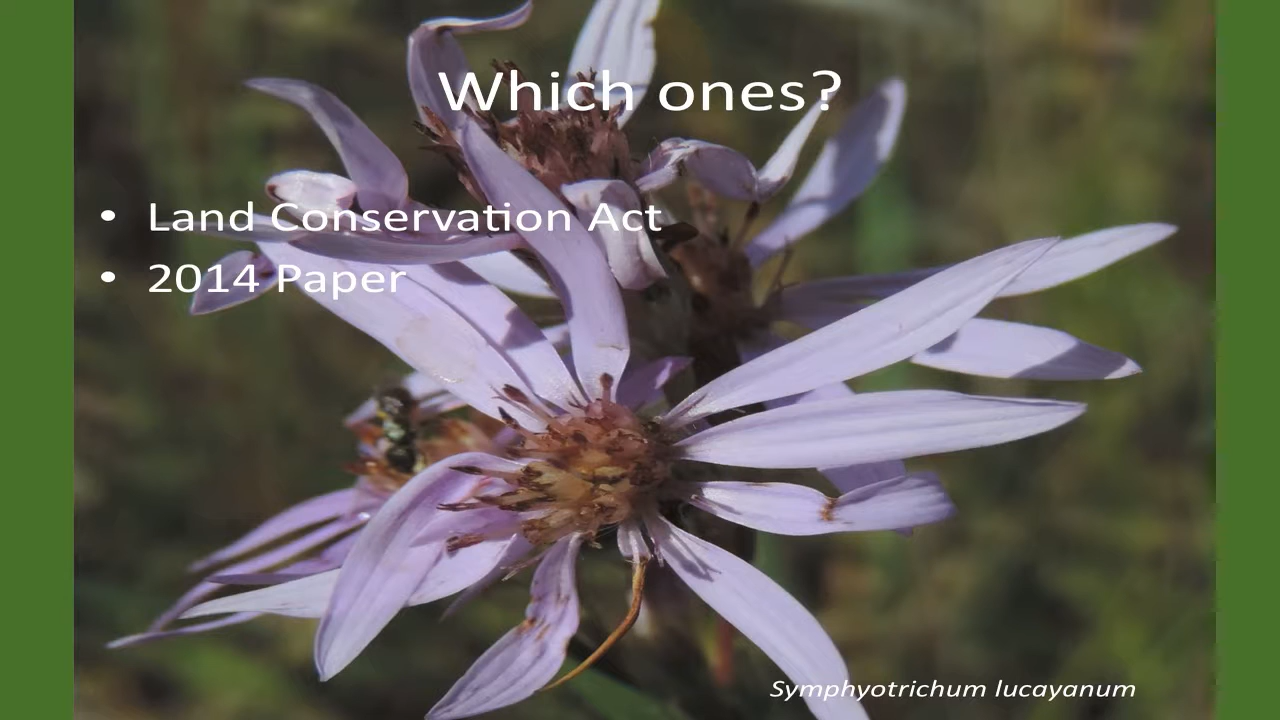 Which ones?
• Land Conservation Act
• 2014 Paper
Symphyotrichum lucayanum